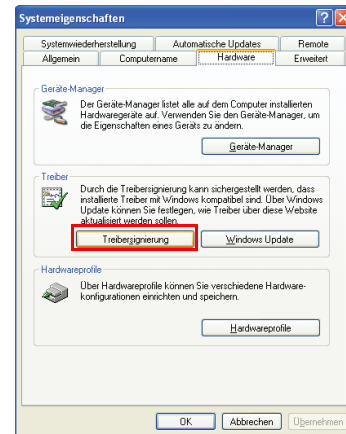 Systemeigenschaften
Systemwiederherstellung Automatische Updates Remote
Allgemein Computername Hardware Erweitert
Geräte-Manager
Der Geräte-Manager listet alle auf dem Computer installierten
Hardwaregeräte auf. Verwenden Sie den Geräte-Manager, um
die Eigenschaften eines Geräts zu ändern.
Geräte-Manager
Treiber
Durch die Treibersignierung kann sichergestellt werden, dass
installierte Treiber mit Windows kompatibel sind. Über Windows
Update können Sie festlegen, wie Treiber über diese Website
aktualisiert werden sollen.
Treibersignierung Windows Update
Hardwareprofile
Über Hardwareprofile können Sie verschiedene Hardware-
konfigurationen einrichten und speichern.
Hardwareprofile
OK Abbrechen Übernehmen